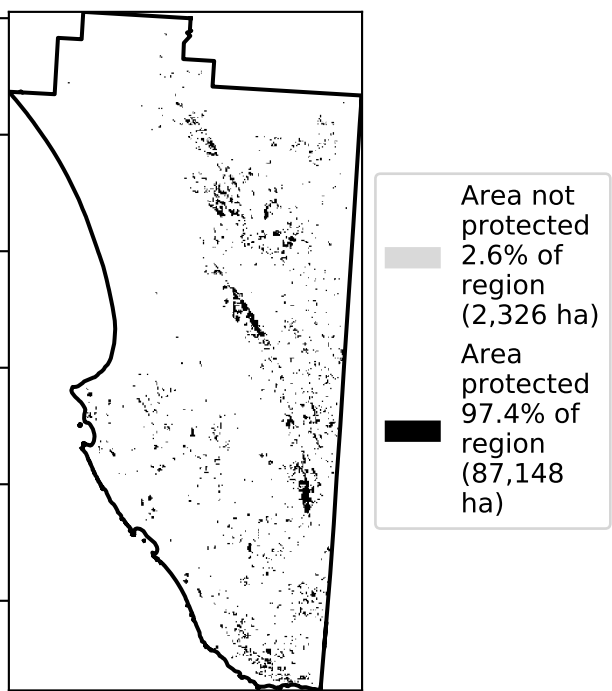 Area not
protected
2.6% of
region
(2,326 ha)
Area
protected
97.4% of
region
(87,148
ha)